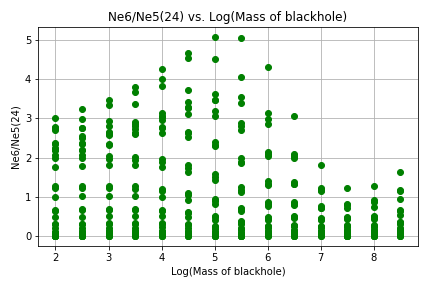 Ne6/Ne5(24) vs. Log(Mass of blackhole)
Ne6/Ne5(24)
5
4
3
2
1
0
2 3 4 5 6 7 8
Log(Mass of blackhole)